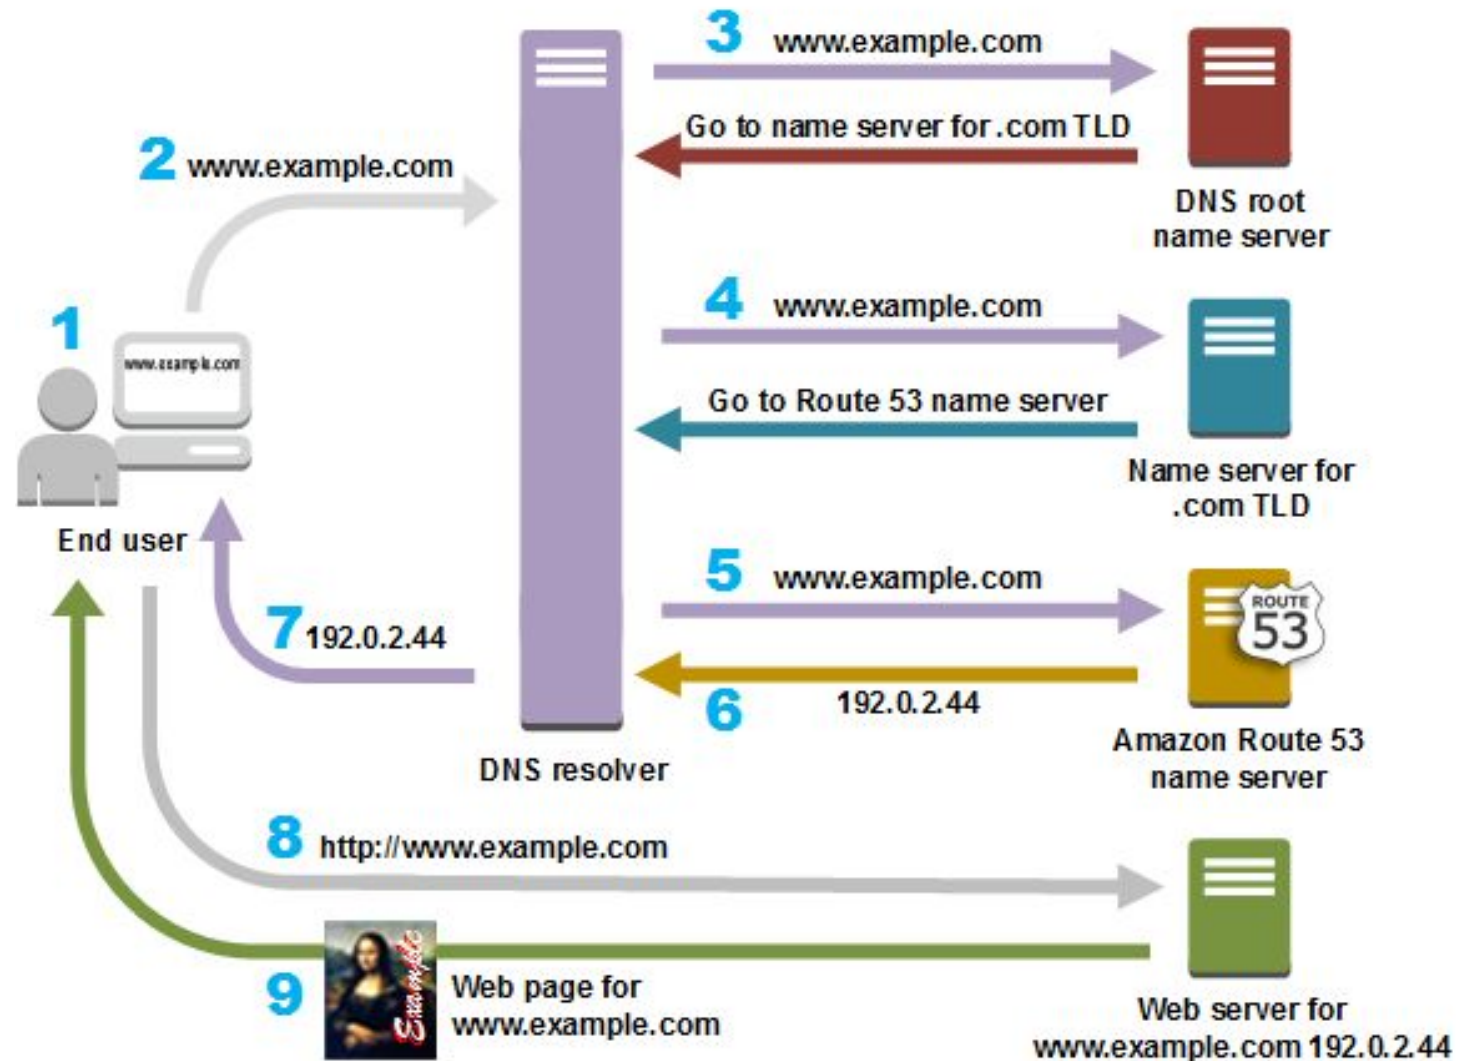 3 www.example.com
Go to name server for .com TLD
DNS root
name server
2 www.example.com
1
www.example.com
End user
4 www.example.com
Go to Route 53 name server
Name server for
.com TLD
5 www.example.com
ROUTE
53
6 192.0.2.44
Amazon Route 53
name server
7 192.0.2.44
DNS resolver
8 http://www.example.com
9
Example
Web page for
www.example.com
Web server for
www.example.com 192.0.2.44